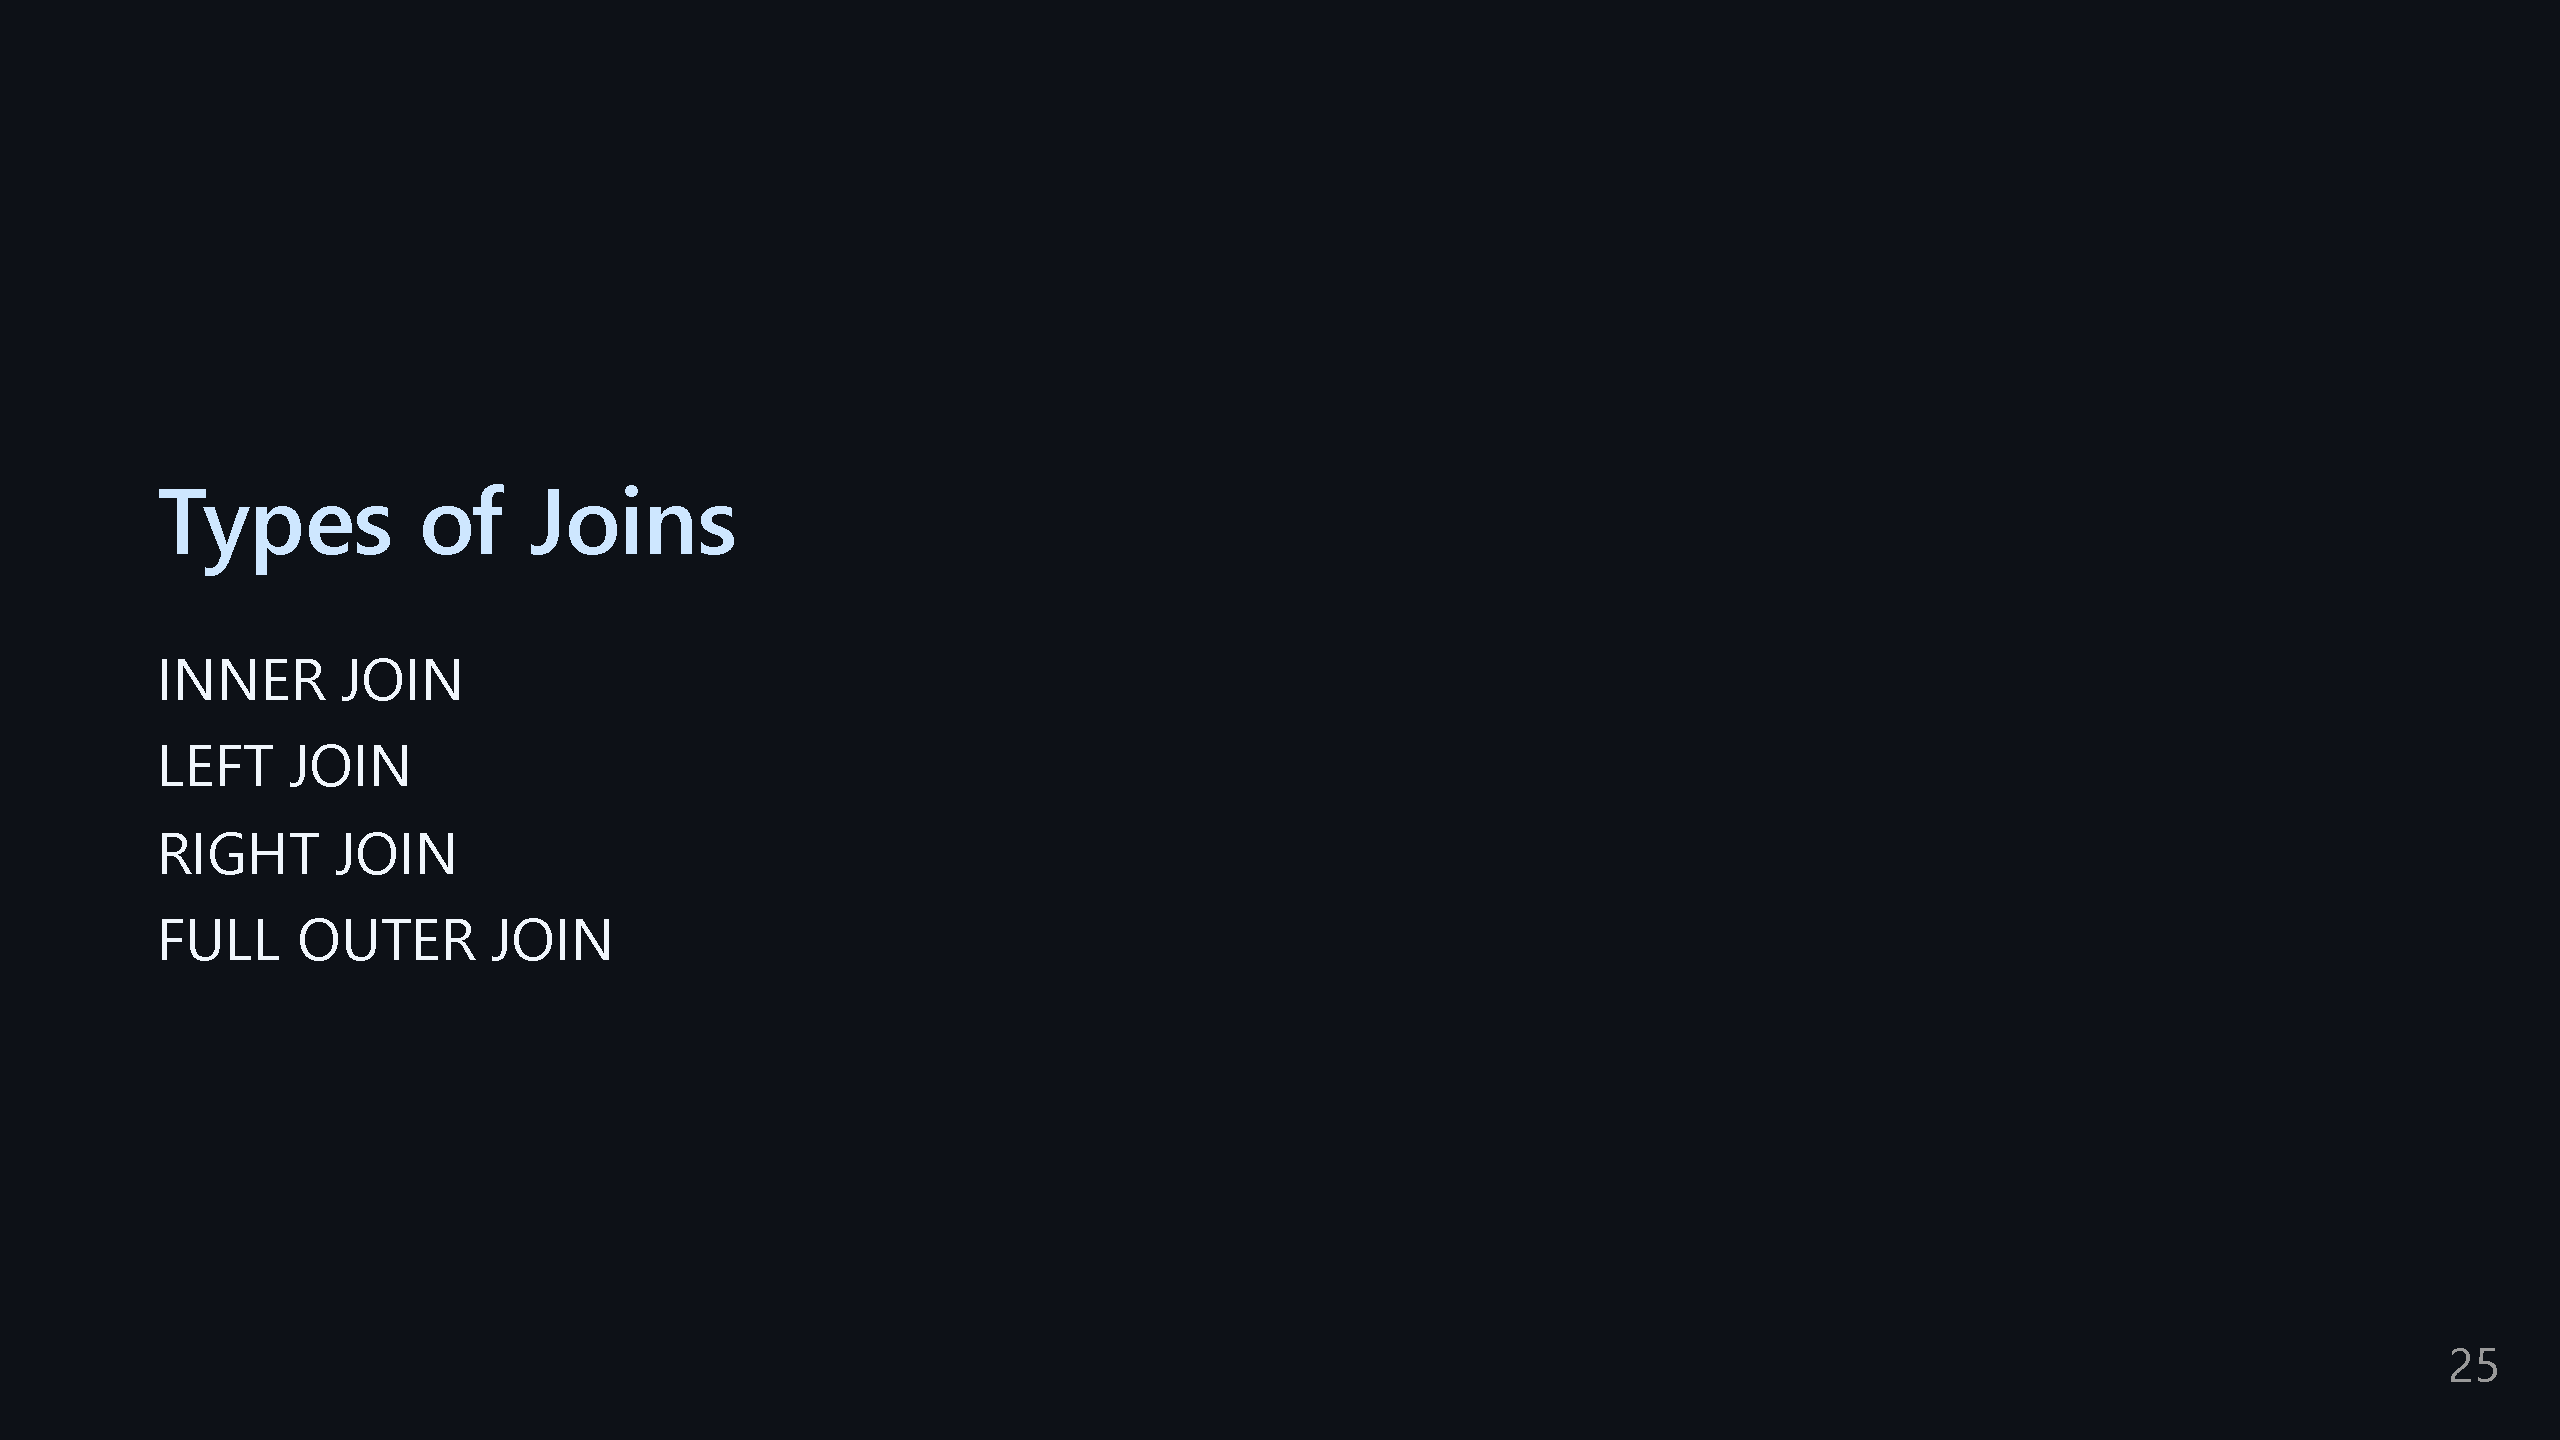 Types of Joins
INNER JOIN
LEFT JOIN
RIGHT JOIN
FULL OUTER JOIN
25